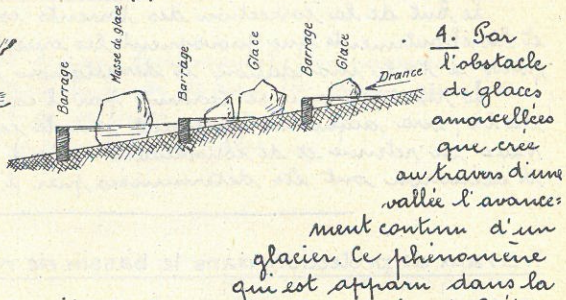 Barrage
Masse de glace
Barrage
Glace
Barrage
Glace
Drance
4. Par
l'obstacle
de glaces
amoncellées
que crée
au travers d'une
vallée l'avance-
ment continu d'un
glacier. Ce phénomène
qui est apparu dans la